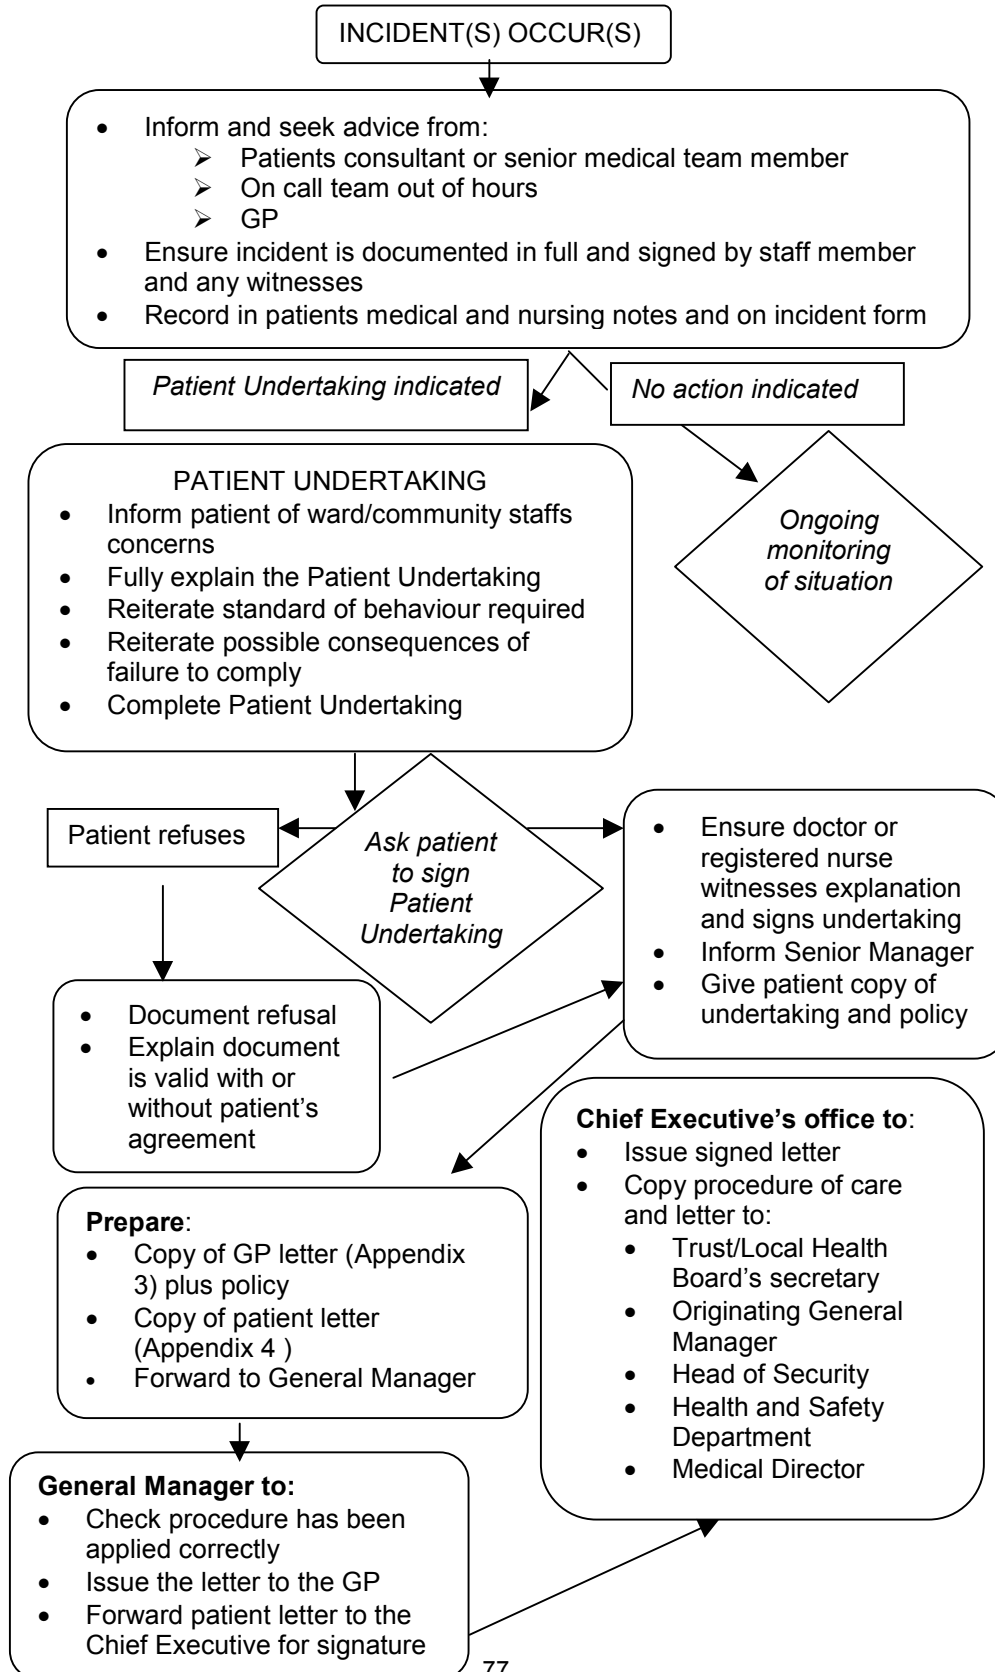 INCIDENT(S) OCCUR(S)
• Inform and seek advice from:
➢ Patients consultant or senior medical team member
➢ On call team out of hours
➢ GP
• Ensure incident is documented in full and signed by staff member
and any witnesses
• Record in patients medical and nursing notes and on incident form
Patient Undertaking indicated
No action indicated
PATIENT UNDERTAKING
• Inform patient of ward/community staffs
concerns
• Fully explain the Patient Undertaking
• Reiterate standard of behaviour required
• Reiterate possible consequences of
failure to comply
• Complete Patient Undertaking
Ongoing
monitoring
of situation
Patient refuses
Ask patient
to sign
Patient
Undertaking
• Ensure doctor or
registered nurse
witnesses explanation
and signs undertaking
• Inform Senior Manager
• Give patient copy of
undertaking and policy
• Document refusal
• Explain document
is valid with or
without patient’s
agreement
Prepare:
• Copy of GP letter (Appendix
3) plus policy
• Copy of patient letter
(Appendix 4 )
• Forward to General Manager
General Manager to:
• Check procedure has been
applied correctly
• Issue the letter to the GP
• Forward patient letter to the
Chief Executive for signature
Chief Executive’s office to:
• Issue signed letter
• Copy procedure of care
and letter to:
• Trust/Local Health
Board’s secretary
• Originating General
Manager
• Head of Security
• Health and Safety
Department
• Medical Director
77